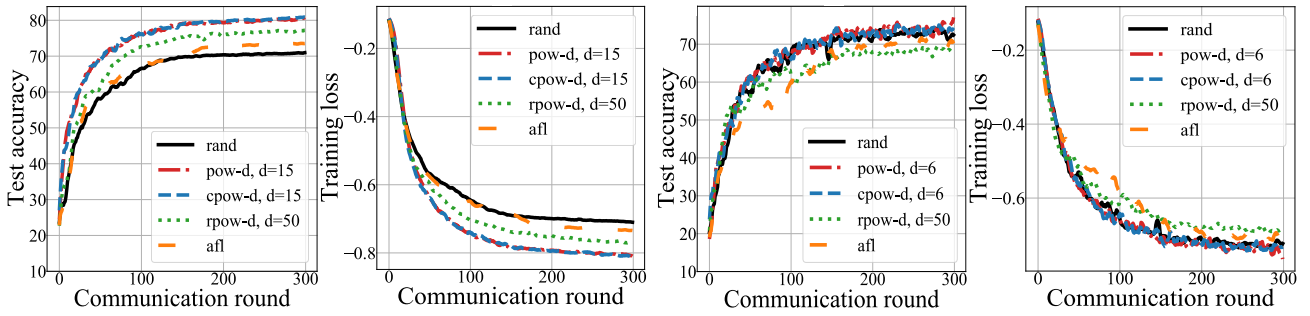 Test accuracy
80
70
60
50
40
30
20
10
0
100
200
300
Communication round
rand
pow-d, d=15
cpow-d, d=15
rpow-d, d=50
afl
Training loss
−0.2
−0.4
−0.6
−0.8
0
100
200
300
Communication round
rand
pow-d, d=15
cpow-d, d=15
rpow-d, d=50
afl
Test accuracy
80
70
60
50
40
30
20
10
0
100
200
300
Communication round
rand
pow-d, d=6
cpow-d, d=6
rpow-d, d=50
afl
Training loss
−0.2
−0.4
−0.6
0
100
200
300
Communication round
rand
pow-d, d=6
cpow-d, d=6
rpow-d, d=50
afl